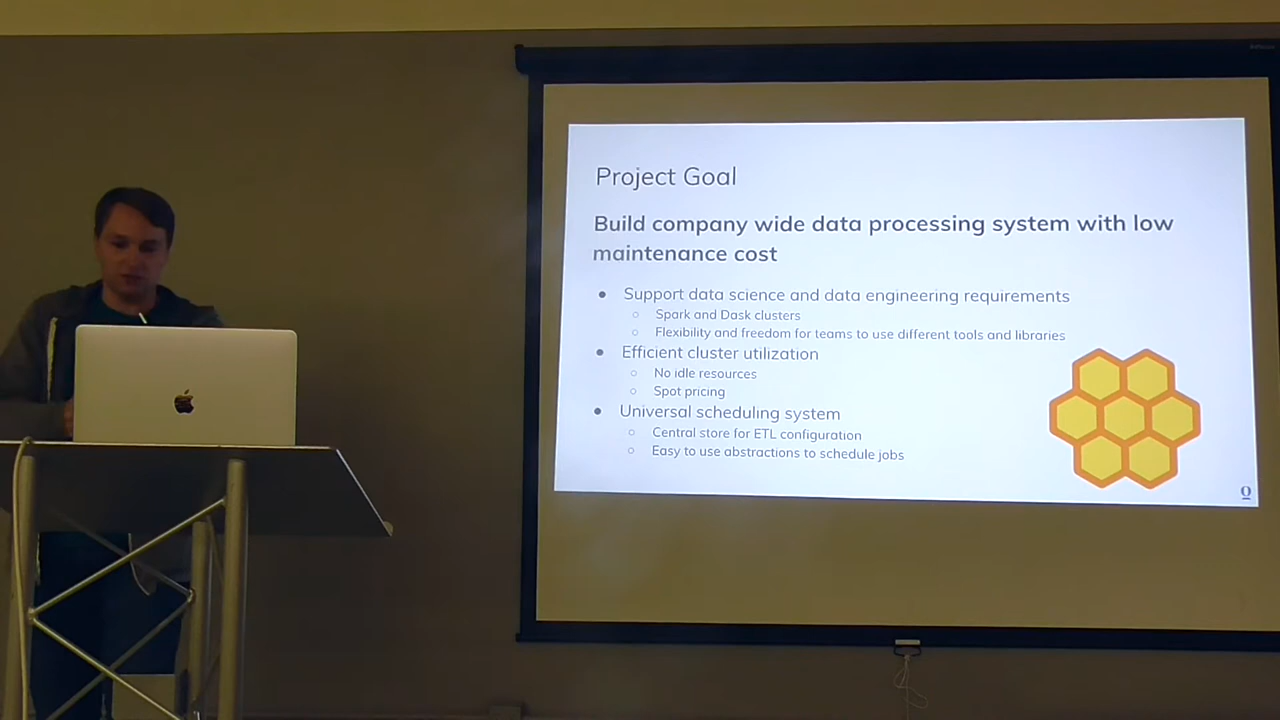 Project Goal
Build company wide data processing system with low
maintenance cost
● Support data science and data engineering requirements
○ Spark and Dask clusters
○ Flexibility and freedom for teams to use different tools and libraries
● Efficient cluster utilization
○ No idle resources
○ Spot pricing
● Universal scheduling system
○ Central store for ETL configuration
○ Easy to use abstractions to schedule jobs